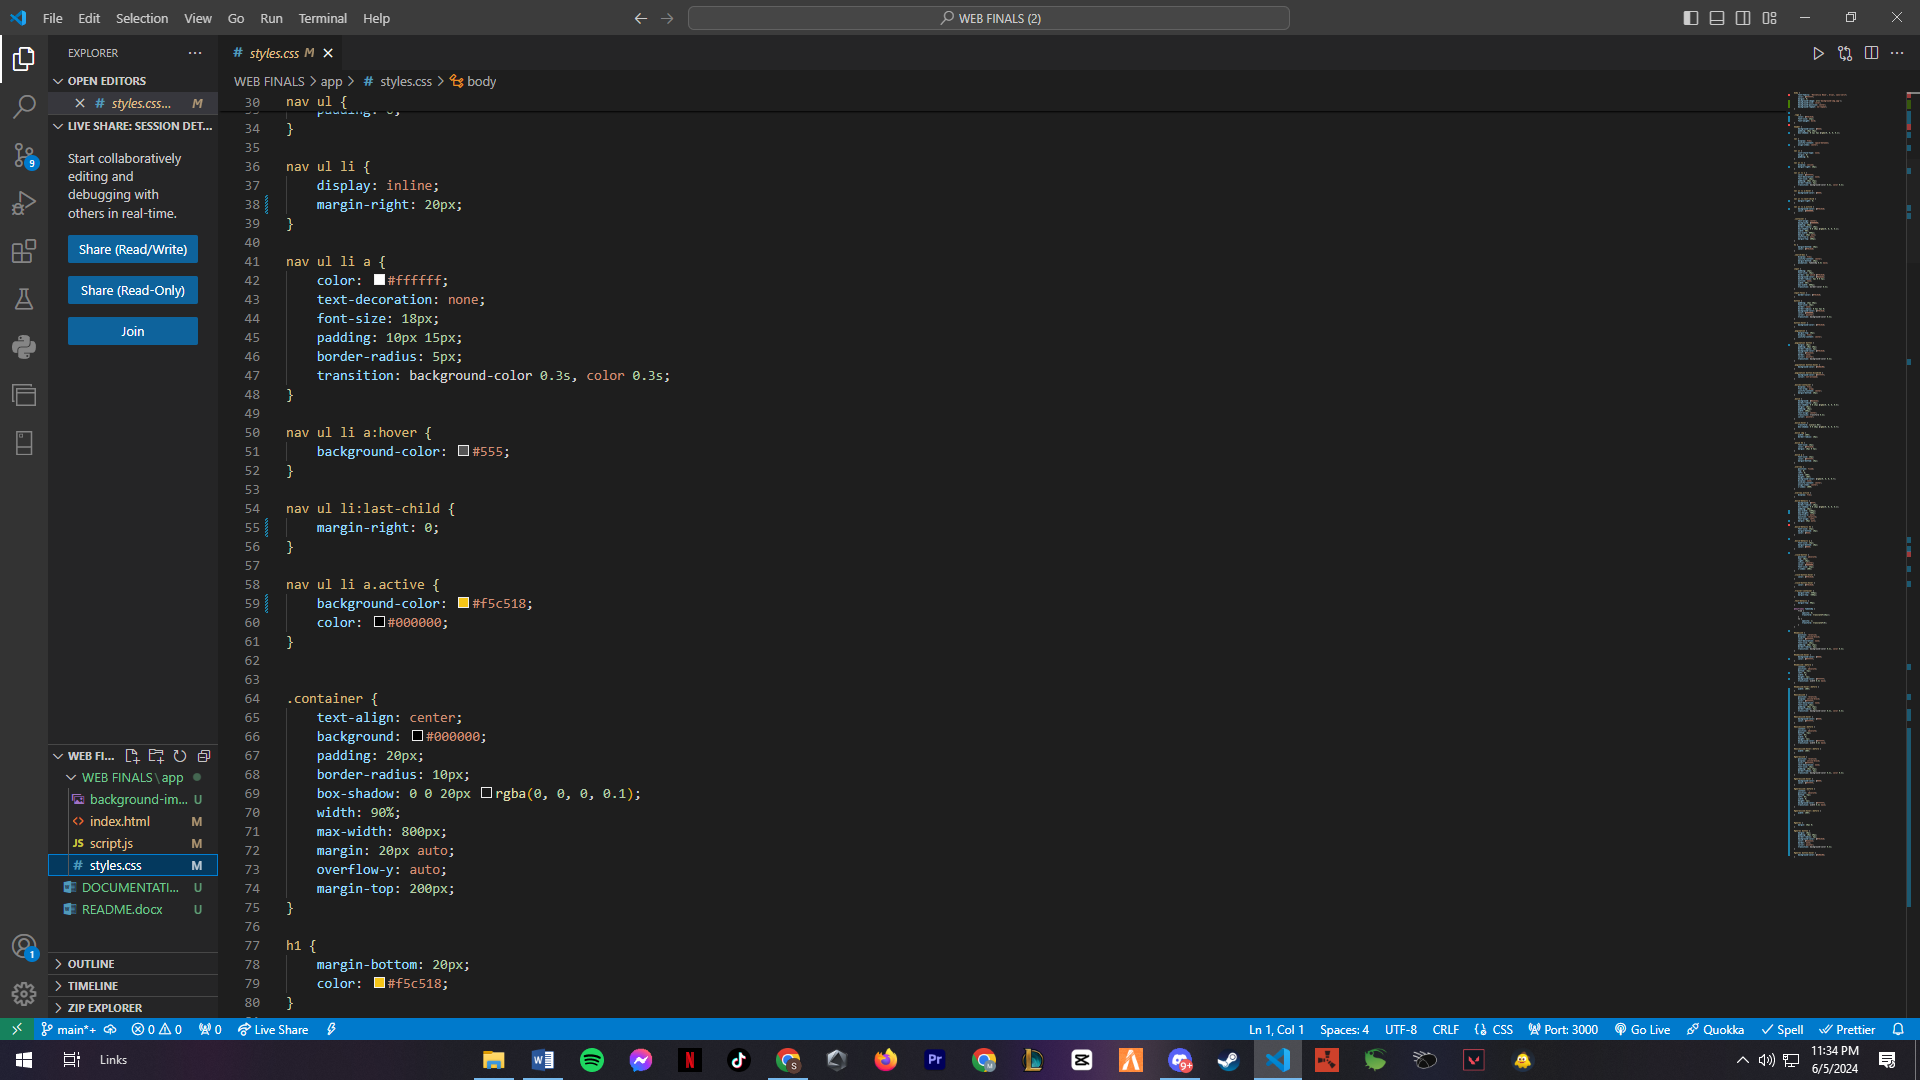 File Edit Selection View Go Run Terminal Help
WEB FINALS (2)
EXPLORER
OPEN EDITORS
styles.css... M
LIVE SHARE: SESSION DET...
Start collaboratively
editing and
debugging with
others in real-time.
Share (Read/Write)
Share (Read-Only)
Join
WEB FI...
WEB FINALS \ app
background-im... U
index.html M
JS script.js M
# styles.css M
DOCUMENTATI... U
README.docx U
OUTLINE
TIMELINE
ZIP EXPLORER
9
1
# styles.css M
WEB FINALS > app > # styles.css > body
30 nav ul {
34 }
35
36 nav ul li {
37 display: inline;
38 margin-right: 20px;
39 }
40
41 nav ul li a {
42 color: #ffffff;
43 text-decoration: none;
44 font-size: 18px;
45 padding: 10px 15px;
46 border-radius: 5px;
47 transition: background-color 0.3s, color 0.3s;
48 }
49
50 nav ul li a:hover {
51 background-color: #555;
52 }
53
54 nav ul li:last-child {
55 margin-right: 0;
56 }
57
58 nav ul li a.active {
59 background-color: #f5c518;
60 color: #000000;
61 }
62
63
64 .container {
65 text-align: center;
66 background: #000000;
67 padding: 20px;
68 border-radius: 10px;
69 box-shadow: 0 0 20px rgba(0, 0, 0, 0.1);
70 width: 90%;
71 max-width: 800px;
72 margin: 20px auto;
73 overflow-y: auto;
74 margin-top: 200px;
75 }
76
77 h1 {
78 margin-bottom: 20px;
79 color: #f5c518;
80 }
main*+ 0 0 0 Live Share Ln 1, Col 1 Spaces: 4 UTF-8 CRLF {} CSS Port: 3000 Go Live Quokka Spell Prettier
Links
11:34 PM
6/5/2024